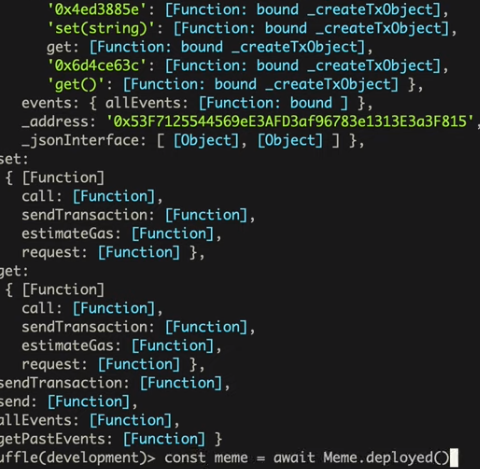 '0x4ed3885e': [Function: bound _createTxObject],
'set(string)': [Function: bound _createTxObject],
get: [Function: bound _createTxObject],
'0x6d4ce63c': [Function: bound _createTxObject],
'get()': [Function: bound _createTxObject] },
events: { allEvents: [Function: bound ] },
_address: '0x53F7125544569eE3AFD3af96783e1313E3a3F815',
_jsonInterface: [ [Object], [Object] ] },
set:
{ [Function]
call: [Function],
sendTransaction: [Function],
estimateGas: [Function],
request: [Function] },
get:
{ [Function]
call: [Function],
sendTransaction: [Function],
estimateGas: [Function],
request: [Function] },
sendTransaction: [Function],
send: [Function],
allEvents: [Function],
getPastEvents: [Function] }
uffle(development)> const meme = await Meme.deployed()